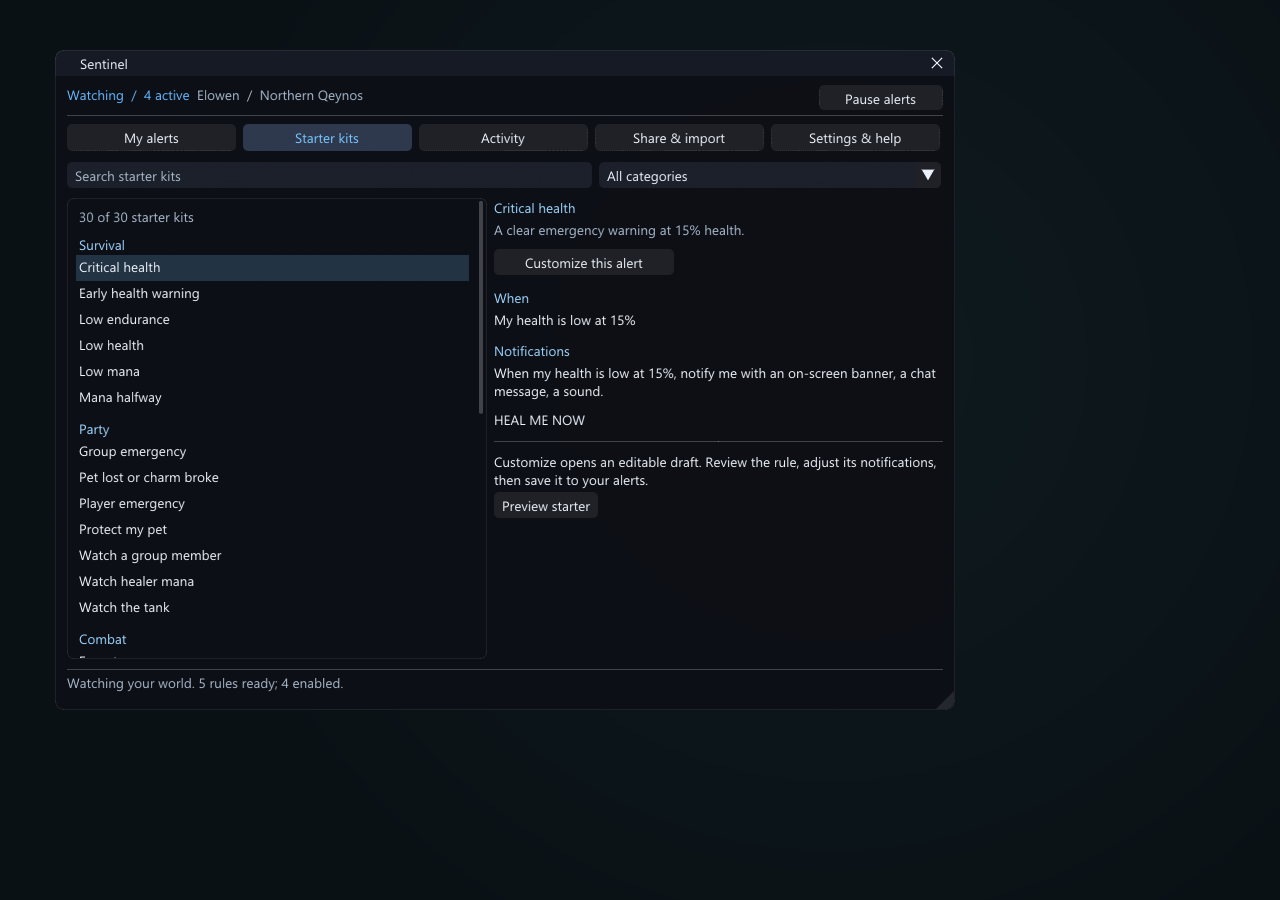 Sentinel
Watching / 4 active Elowen / Northern Qeynos
Pause alerts
My alerts
Starter kits
Activity
Share & import
Settings & help
Search starter kits
All categories
30 of 30 starter kits
Survival
Critical health
Early health warning
Low endurance
Low health
Low mana
Mana halfway
Party
Group emergency
Pet lost or charm broke
Player emergency
Protect my pet
Watch a group member
Watch healer mana
Watch the tank
Combat
Critical health
A clear emergency warning at 15% health.
Customize this alert
When
My health is low at 15%
Notifications
When my health is low at 15%, notify me with an on-screen banner, a chat
message, a sound.
HEAL ME NOW
Customize opens an editable draft. Review the rule, adjust its notifications,
then save it to your alerts.
Preview starter
Watching your world. 5 rules ready; 4 enabled.